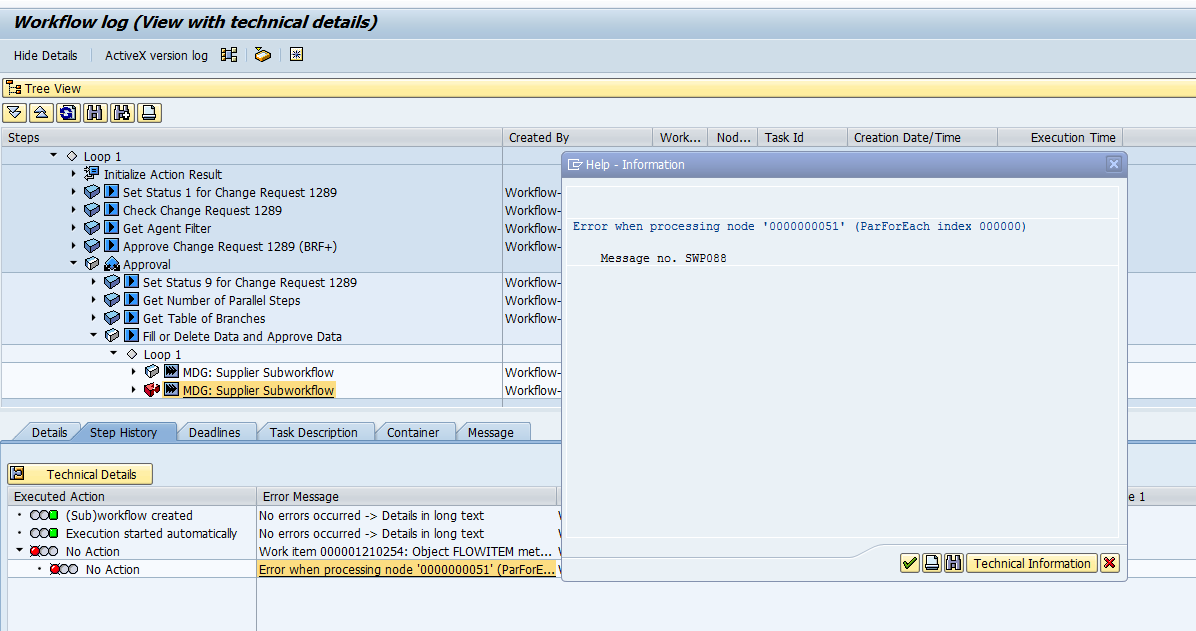 Workflow log (View with technical details)
Hide Details
ActiveX version log
Tree View
Steps
Created By
Work...
Nod...
Task Id
Creation Date/Time
Execution Time
Loop 1
Initialize Action Result
Set Status 1 for Change Request 1289
Workflow-
Check Change Request 1289
Workflow-
Get Agent Filter
Workflow-
Approve Change Request 1289 (BRF+)
Workflow-
Approval
Set Status 9 for Change Request 1289
Workflow-
Get Number of Parallel Steps
Workflow-
Get Table of Branches
Workflow-
Fill or Delete Data and Approve Data
Loop 1
MDG: Supplier Subworkflow
Workflow-
MDG: Supplier Subworkflow
Workflow-
Help - Information
Error when processing node '0000000051' (ParForEach index 000000)
Message no. SWP088
Technical Information
Details
Step History
Deadlines
Task Description
Container
Message
Technical Details
Executed Action
Error Message
e 1
(Sub)workflow created
No errors occurred -> Details in long text
Execution started automatically
No errors occurred -> Details in long text
No Action
Work item 000001210254: Object FLOWITEM met...
No Action
Error when processing node '0000000051' (ParForE...